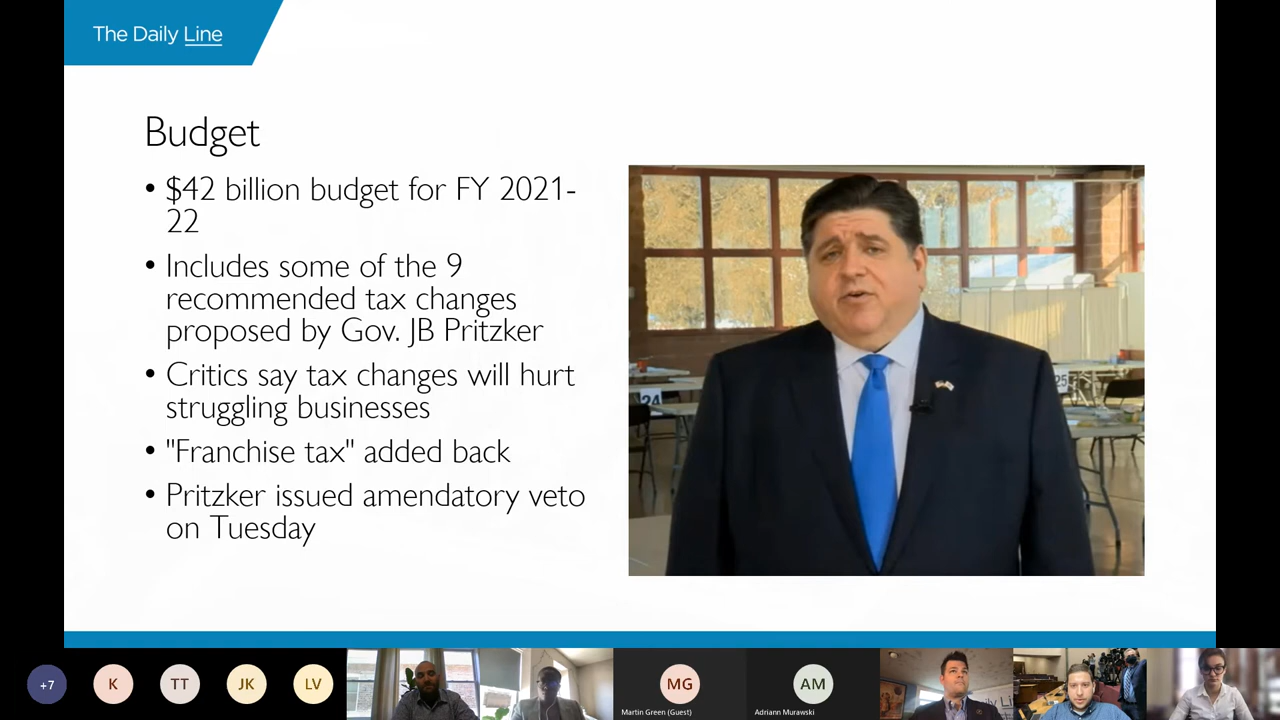 The Daily Line
Budget
• $42 billion budget for FY 2021-
22
• Includes some of the 9
recommended tax changes
proposed by Gov. JB Pritzker
• Critics say tax changes will hurt
struggling businesses
• "Franchise tax" added back
• Pritzker issued amendatory veto
on Tuesday
24
25
+7
K
TT
JK
LV
MG
AM
Martin Green (Guest)
Adriann Murawski